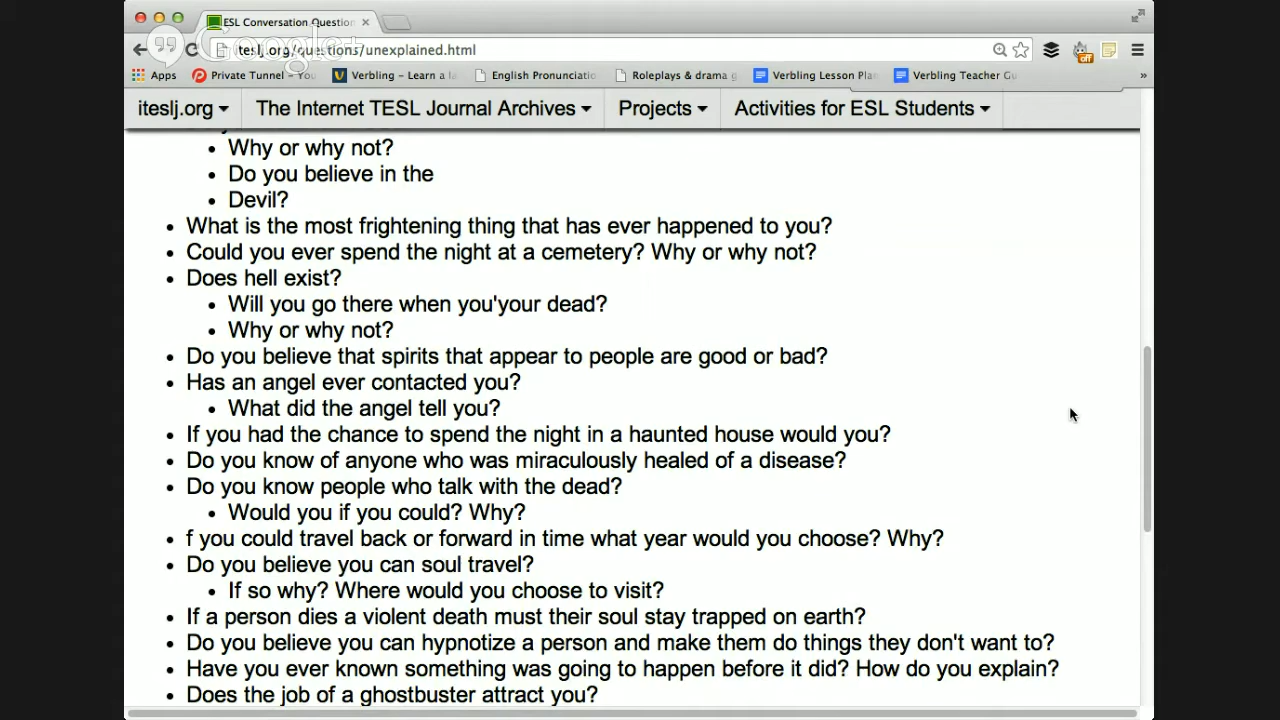 ESL Conversation Question
Google+
iteslj.org/questions/unexplained.html
Apps Private Tunnel – You Verbling – Learn a la English Pronunciatio Roleplays & drama g Verbling Lesson Plan Verbling Teacher Gu »
off
iteslj.org The Internet TESL Journal Archives Projects Activities for ESL Students
Why or why not?
Do you believe in the
Devil?
What is the most frightening thing that has ever happened to you?
Could you ever spend the night at a cemetery? Why or why not?
Does hell exist?
Will you go there when you'your dead?
Why or why not?
Do you believe that spirits that appear to people are good or bad?
Has an angel ever contacted you?
What did the angel tell you?
If you had the chance to spend the night in a haunted house would you?
Do you know of anyone who was miraculously healed of a disease?
Do you know people who talk with the dead?
Would you if you could? Why?
f you could travel back or forward in time what year would you choose? Why?
Do you believe you can soul travel?
If so why? Where would you choose to visit?
If a person dies a violent death must their soul stay trapped on earth?
Do you believe you can hypnotize a person and make them do things they don't want to?
Have you ever known something was going to happen before it did? How do you explain?
Does the job of a ghostbuster attract you?